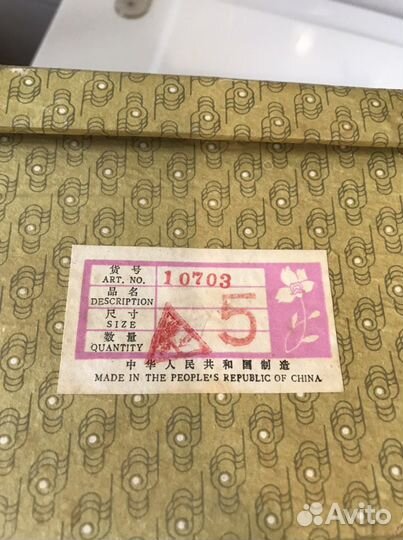 货号
ART. NO. 10703
品名
DESCRIPTION
尺寸
SIZE
5
数量
QUANTITY
中华人民共和国制造
MADE IN THE PEOPLE'S REPUBLIC OF CHINA
Avito